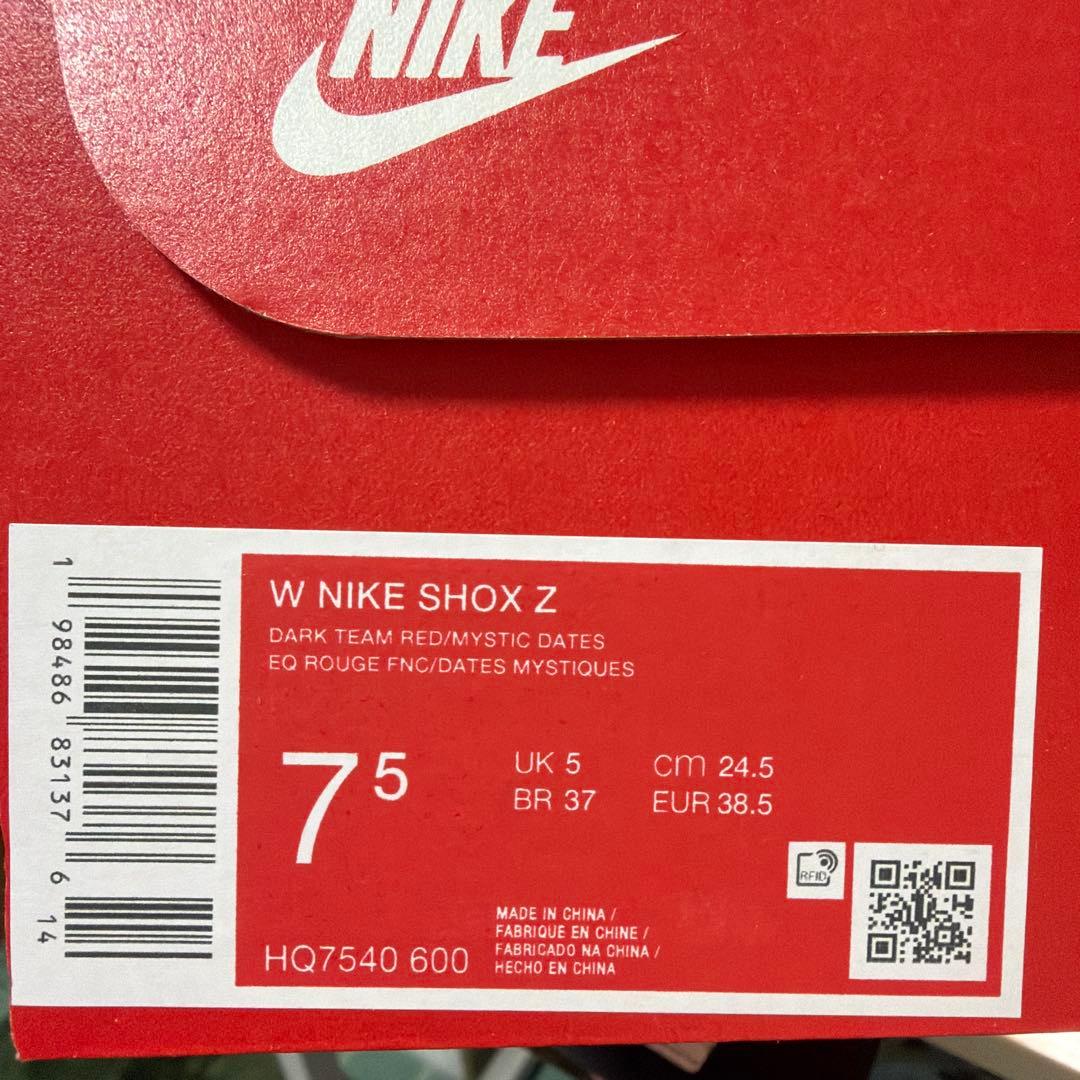 NIKE
W NIKE SHOX Z
DARK TEAM RED/MYSTIC DATES
EQ ROUGE FNC/DATES MYSTIQUES
7 5
UK 5
cm 24.5
BR 37
EUR 38.5
RFID
MADE IN CHINA /
FABRIQUE EN CHINE /
FABRICADO NA CHINA /
HECHO EN CHINA
HQ7540 600
1 98486 83137 6 14